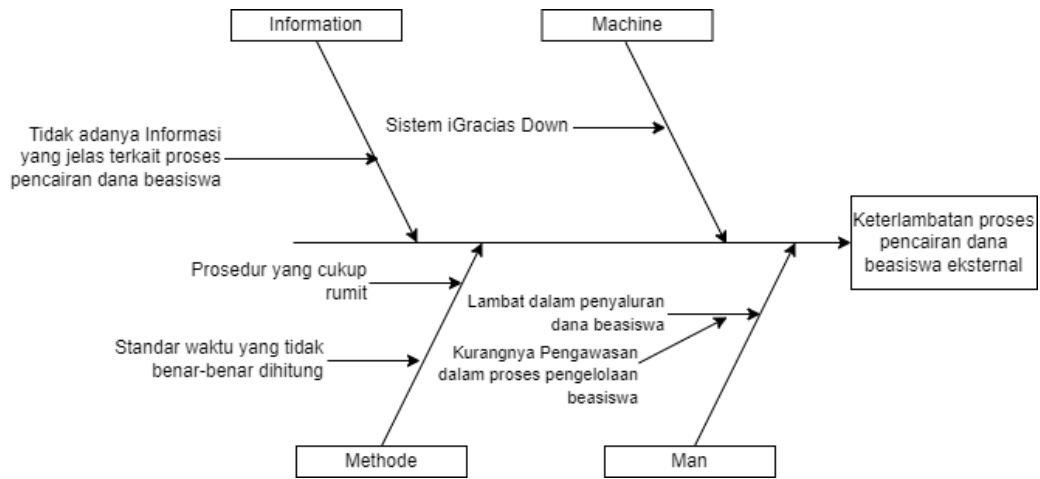 Information
Machine
Sistem iGracias Down
Tidak adanya Informasi
yang jelas terkait proses
pencairan dana beasiswa
Keterlambatan proses
pencairan dana
beasiswa eksternal
Prosedur yang cukup
rumit
Lambat dalam penyaluran
dana beasiswa
Standar waktu yang tidak
benar-benar dihitung
Kurangnya Pengawasan
dalam proses pengelolaan
beasiswa
Methode
Man